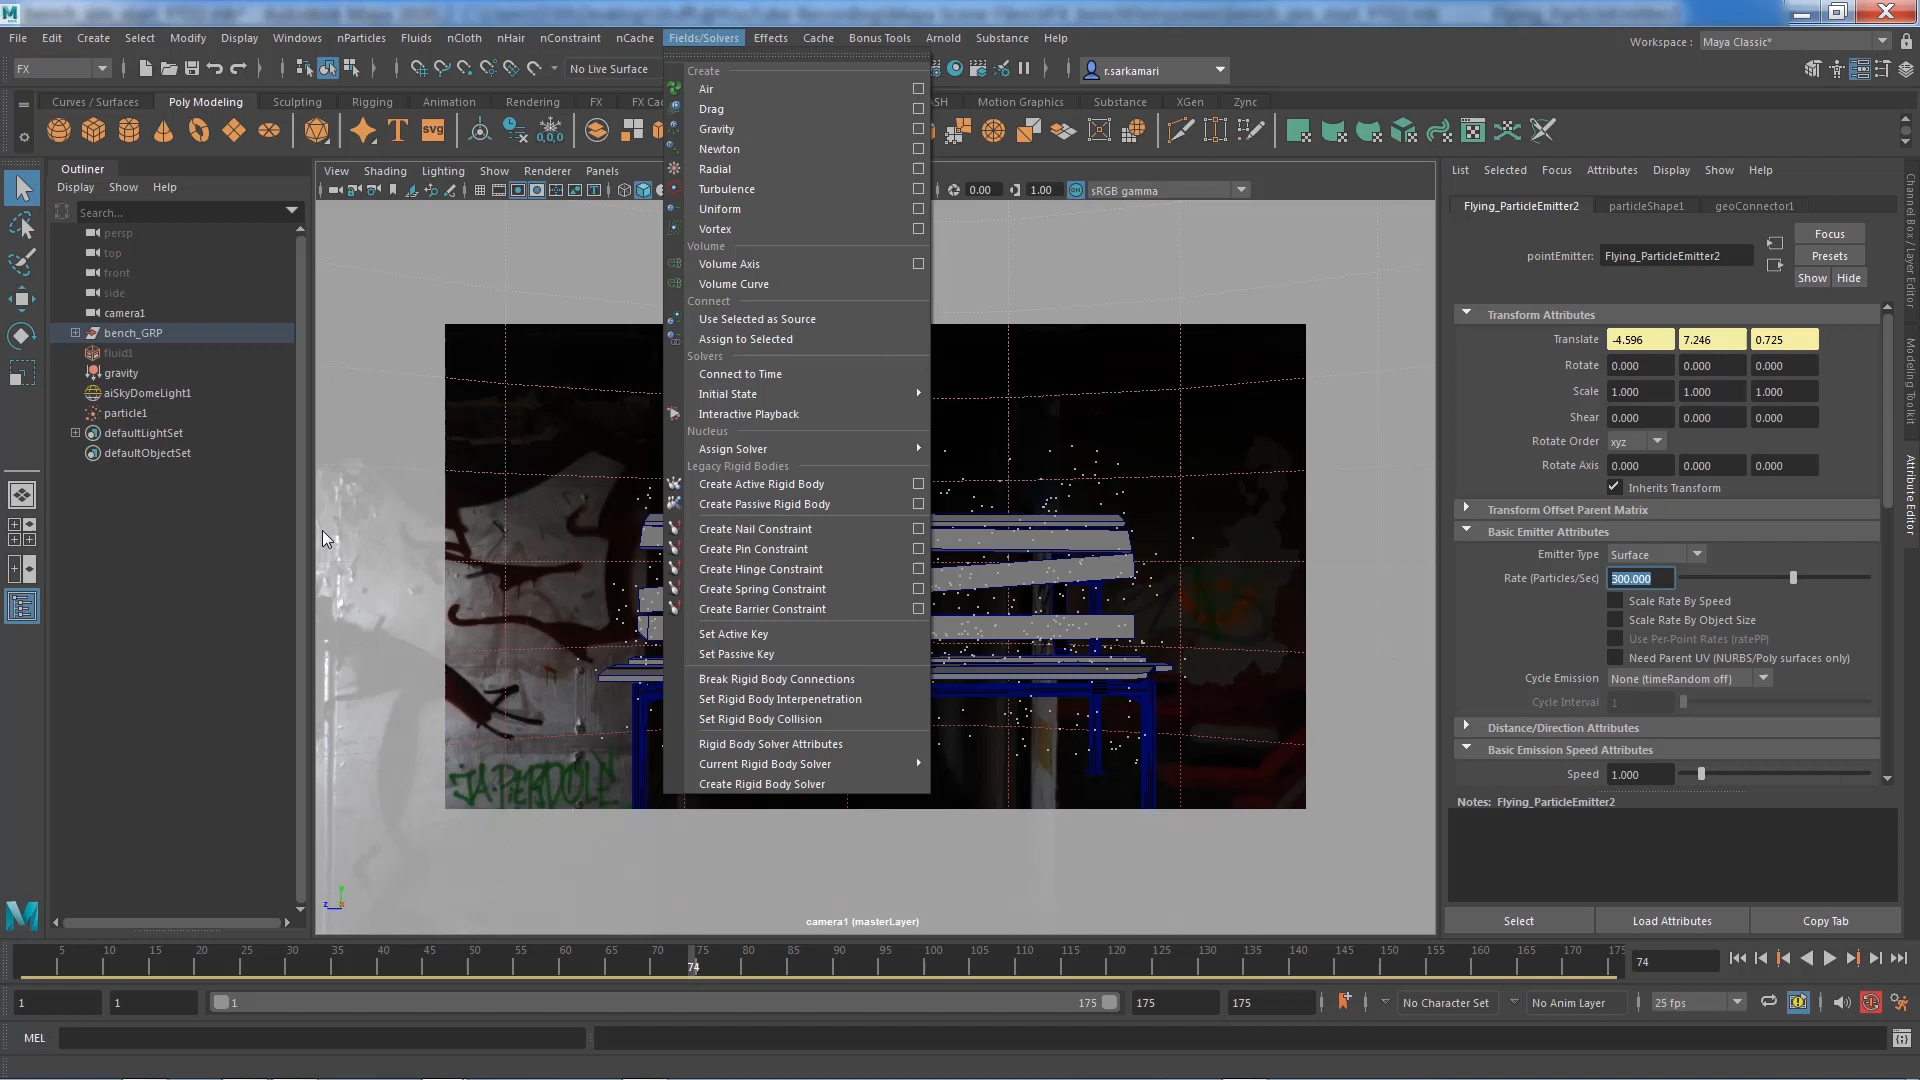 File Edit Create Select Modify Display Windows nParticles Fluids nCloth nHair nConstraint nCache Fields/Solvers Effects Cache Bonus Tools Arnold Substance Help
Workspace : Maya Classic*
FX
No Live Surface
r.sarkamari
Curves / Surfaces Poly Modeling Sculpting Rigging Animation Rendering FX FX Ca
Motion Graphics Substance XGen Zync
SVG
0,0,0
Outliner
Display Show Help
Search...
persp
top
front
side
camera1
bench_GRP
fluid1
gravity
aiSkyDomeLight1
particle1
defaultLightSet
defaultObjectSet
View Shading Lighting Show Renderer Panels
0.00 1.00 sRGB gamma
Create
Air
Drag
Gravity
Newton
Radial
Turbulence
Uniform
Vortex
Volume
Volume Axis
Volume Curve
Connect
Use Selected as Source
Assign to Selected
Solvers
Connect to Time
Initial State
Interactive Playback
Nucleus
Assign Solver
Legacy Rigid Bodies
Create Active Rigid Body
Create Passive Rigid Body
Create Nail Constraint
Create Pin Constraint
Create Hinge Constraint
Create Spring Constraint
Create Barrier Constraint
Set Active Key
Set Passive Key
Break Rigid Body Connections
Set Rigid Body Interpenetration
Set Rigid Body Collision
Rigid Body Solver Attributes
Current Rigid Body Solver
Create Rigid Body Solver
camera1 (masterLayer)
List Selected Focus Attributes Display Show Help
Flying_ParticleEmitter2 particleShape1 geoConnector1
Focus
pointEmitter: Flying_ParticleEmitter2 Presets
Show Hide
Transform Attributes
Translate -4.596 7.246 0.725
Rotate 0.000 0.000 0.000
Scale 1.000 1.000 1.000
Shear 0.000 0.000 0.000
Rotate Order xyz
Rotate Axis 0.000 0.000 0.000
Inherits Transform
Transform Offset Parent Matrix
Basic Emitter Attributes
Emitter Type Surface
Rate (Particles/Sec) 300.000
Scale Rate By Speed
Scale Rate By Object Size
Use Per-Point Rates (ratePP)
Need Parent UV (NURBS/Poly surfaces only)
Cycle Emission None (timeRandom off)
Cycle Interval 1
Distance/Direction Attributes
Basic Emission Speed Attributes
Speed 1.000
Notes: Flying_ParticleEmitter2
Select Load Attributes Copy Tab
Channel Box / Layer Editor
Modeling Toolkit
Attribute Editor
5 10 15 20 25 30 35 40 45 50 55 60 65 70 75 80 85 90 95 100 105 110 115 120 125 130 135 140 145 150 155 160 165 170 175
74
74
1 1 1 175 175 175
No Character Set No Anim Layer 25 fps
MEL